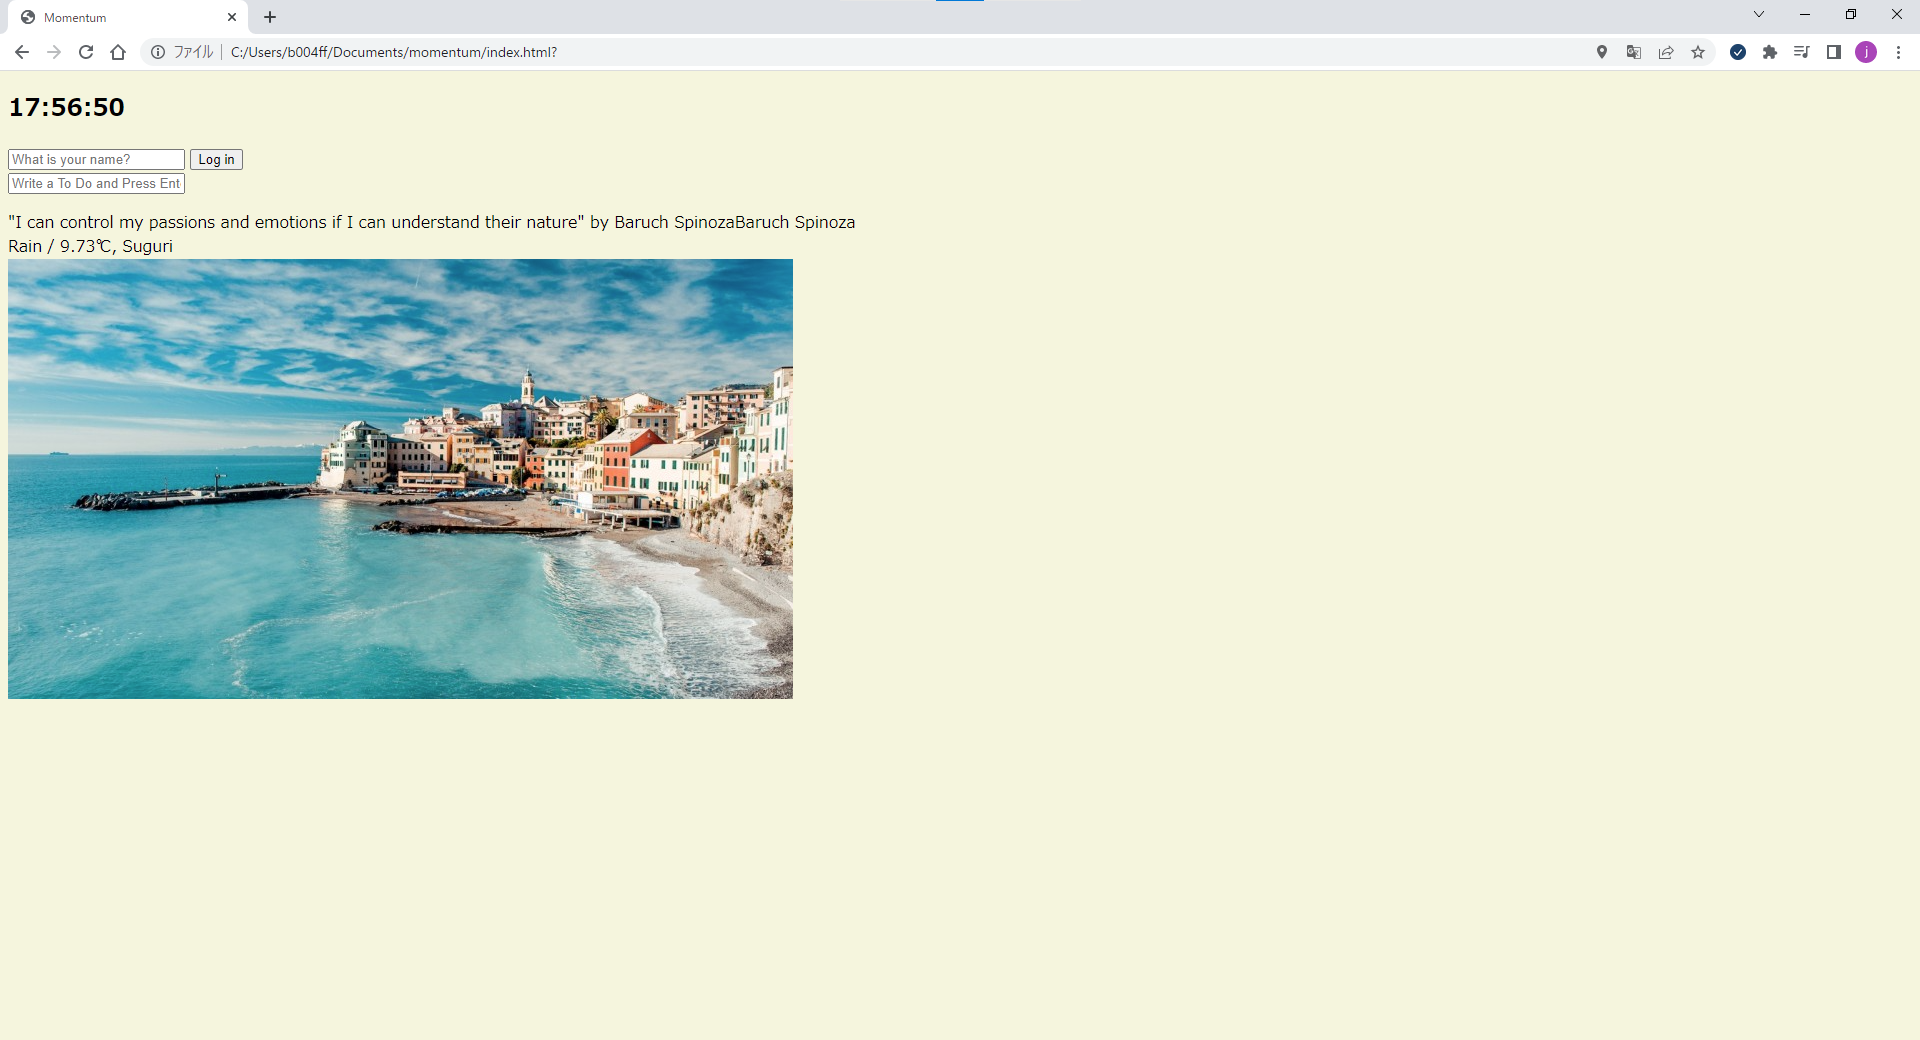 Momentum
ファイル
C:/Users/b004ff/Documents/momentum/index.html?
j
17:56:50
What is your name?
Log in
Write a To Do and Press Ent
"I can control my passions and emotions if I can understand their nature" by Baruch SpinozaBaruch Spinoza
Rain / 9.73℃, Suguri